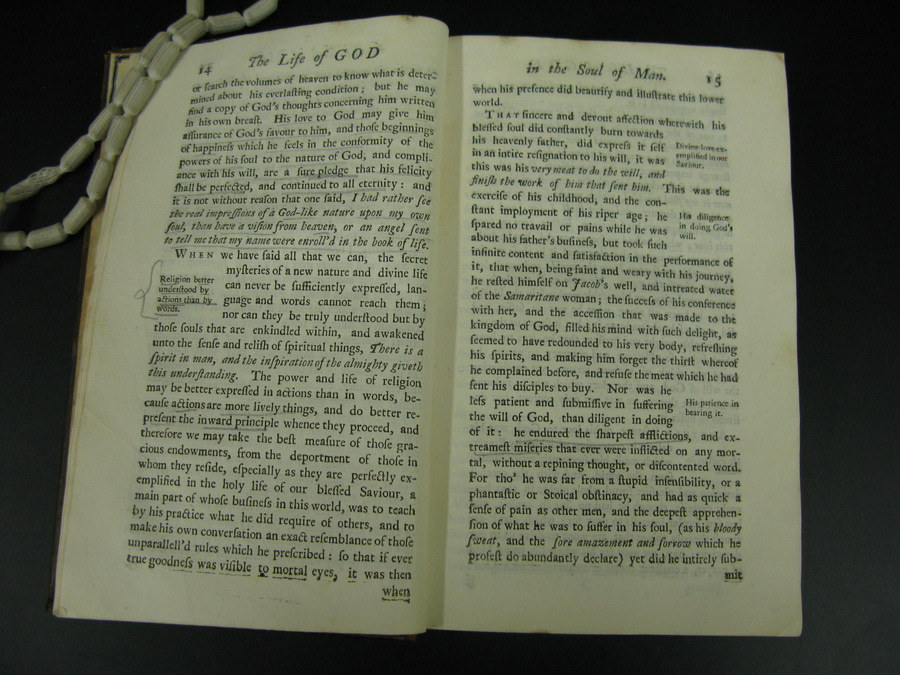 14 The Life of GOD
or ſearch the volumes of heaven to know what is deter-
mined about his everlaſting condition; but he may
find a copy of God's thoughts concerning him written
in his own breaſt. His love to God may give him
aſſurance of God's favour to him, and thoſe beginnings
of happineſs which he feels in the conformity of the
powers of his ſoul to the nature of God, and compli-
ance with his will, are a ſure pledge that his felicity
ſhall be perfected, and continued to all eternity: and
it is not without reaſon that one ſaid, I had rather ſee
the real impreſſions of a God-like nature upon my own
ſoul, than have a viſion from heaven, or an angel ſent
to tell me that my name were enroll'd in the book of life.
WHEN we have ſaid all that we can, the ſecret
myſteries of a new nature and divine life
can never be ſufficiently expreſſed, lan-
guage and words cannot reach them;
nor can they be truly underſtood but by
Religion better
underſtood by
actions than by
words.
thoſe ſouls that are enkindled within, and awakened
unto the ſenſe and reliſh of ſpiritual things, There is a
ſpirit in man, and the inſpiration of the almighty giveth
this underſtanding. The power and life of religion
may be better expreſſed in actions than in words, be-
cauſe actions are more lively things, and do better re-
preſent the inward principle whence they proceed, and
therefore we may take the beſt meaſure of thoſe gra-
cious endowments, from the deportment of thoſe in
whom they reſide, eſpecially as they are perfectly ex-
emplified in the holy life of our bleſſed Saviour, a
main part of whoſe buſineſs in this world, was to teach
by his practice what he did require of others, and to
make his own converſation an exact reſemblance of thoſe
unparallell'd rules which he preſcribed: ſo that if ever
true goodneſs was viſible to mortal eyes, it was then
when
in the Soul of Man. 15
when his preſence did beautify and illuſtrate this lower
world.
THAT ſincere and devout affection wherewith his
bleſſed ſoul did conſtantly burn towards
his heavenly father, did expreſs it ſelf
in an intire reſignation to his will, it was
this was his very meat to do the will, and
Divine love ex-
emplified in our
Saviour.
finiſh the work of him that ſent him. This was the
exerciſe of his childhood, and the con-
ſtant imployment of his riper age; he
ſpared no travail or pains while he was
about his father's buſineſs, but took ſuch
His diligence
in doing God's
will.
infinite content and ſatisfaction in the performance of
it, that when, being faint and weary with his journey,
he reſted himſelf on Jacob's well, and intreated water
of the Samaritane woman; the ſucceſs of his conference
with her, and the acceſſion that was made to the
kingdom of God, filled his mind with ſuch delight, as
ſeemed to have redounded to his very body, refreſhing
his ſpirits, and making him forget the thirſt whereof
he complained before, and refuſe the meat which he had
ſent his diſciples to buy. Nor was he
leſs patient and ſubmiſſive in ſuffering
the will of God, than diligent in doing
His patience in
bearing it.
of it: he endured the ſharpeſt afflictions, and ex-
treameſt miſeries that ever were inflicted on any mor-
tal, without a repining thought, or diſcontented word.
For tho' he was far from a ſtupid inſenſibility, or a
phantaſtic or Stoical obſtinacy, and had as quick a
ſenſe of pain as other men, and the deepeſt apprehen-
ſion of what he was to ſuffer in his ſoul, (as his bloody
ſweat, and the ſore amazement and ſorrow which he
profeſt do abundantly declare) yet did he intirely ſub-
mit